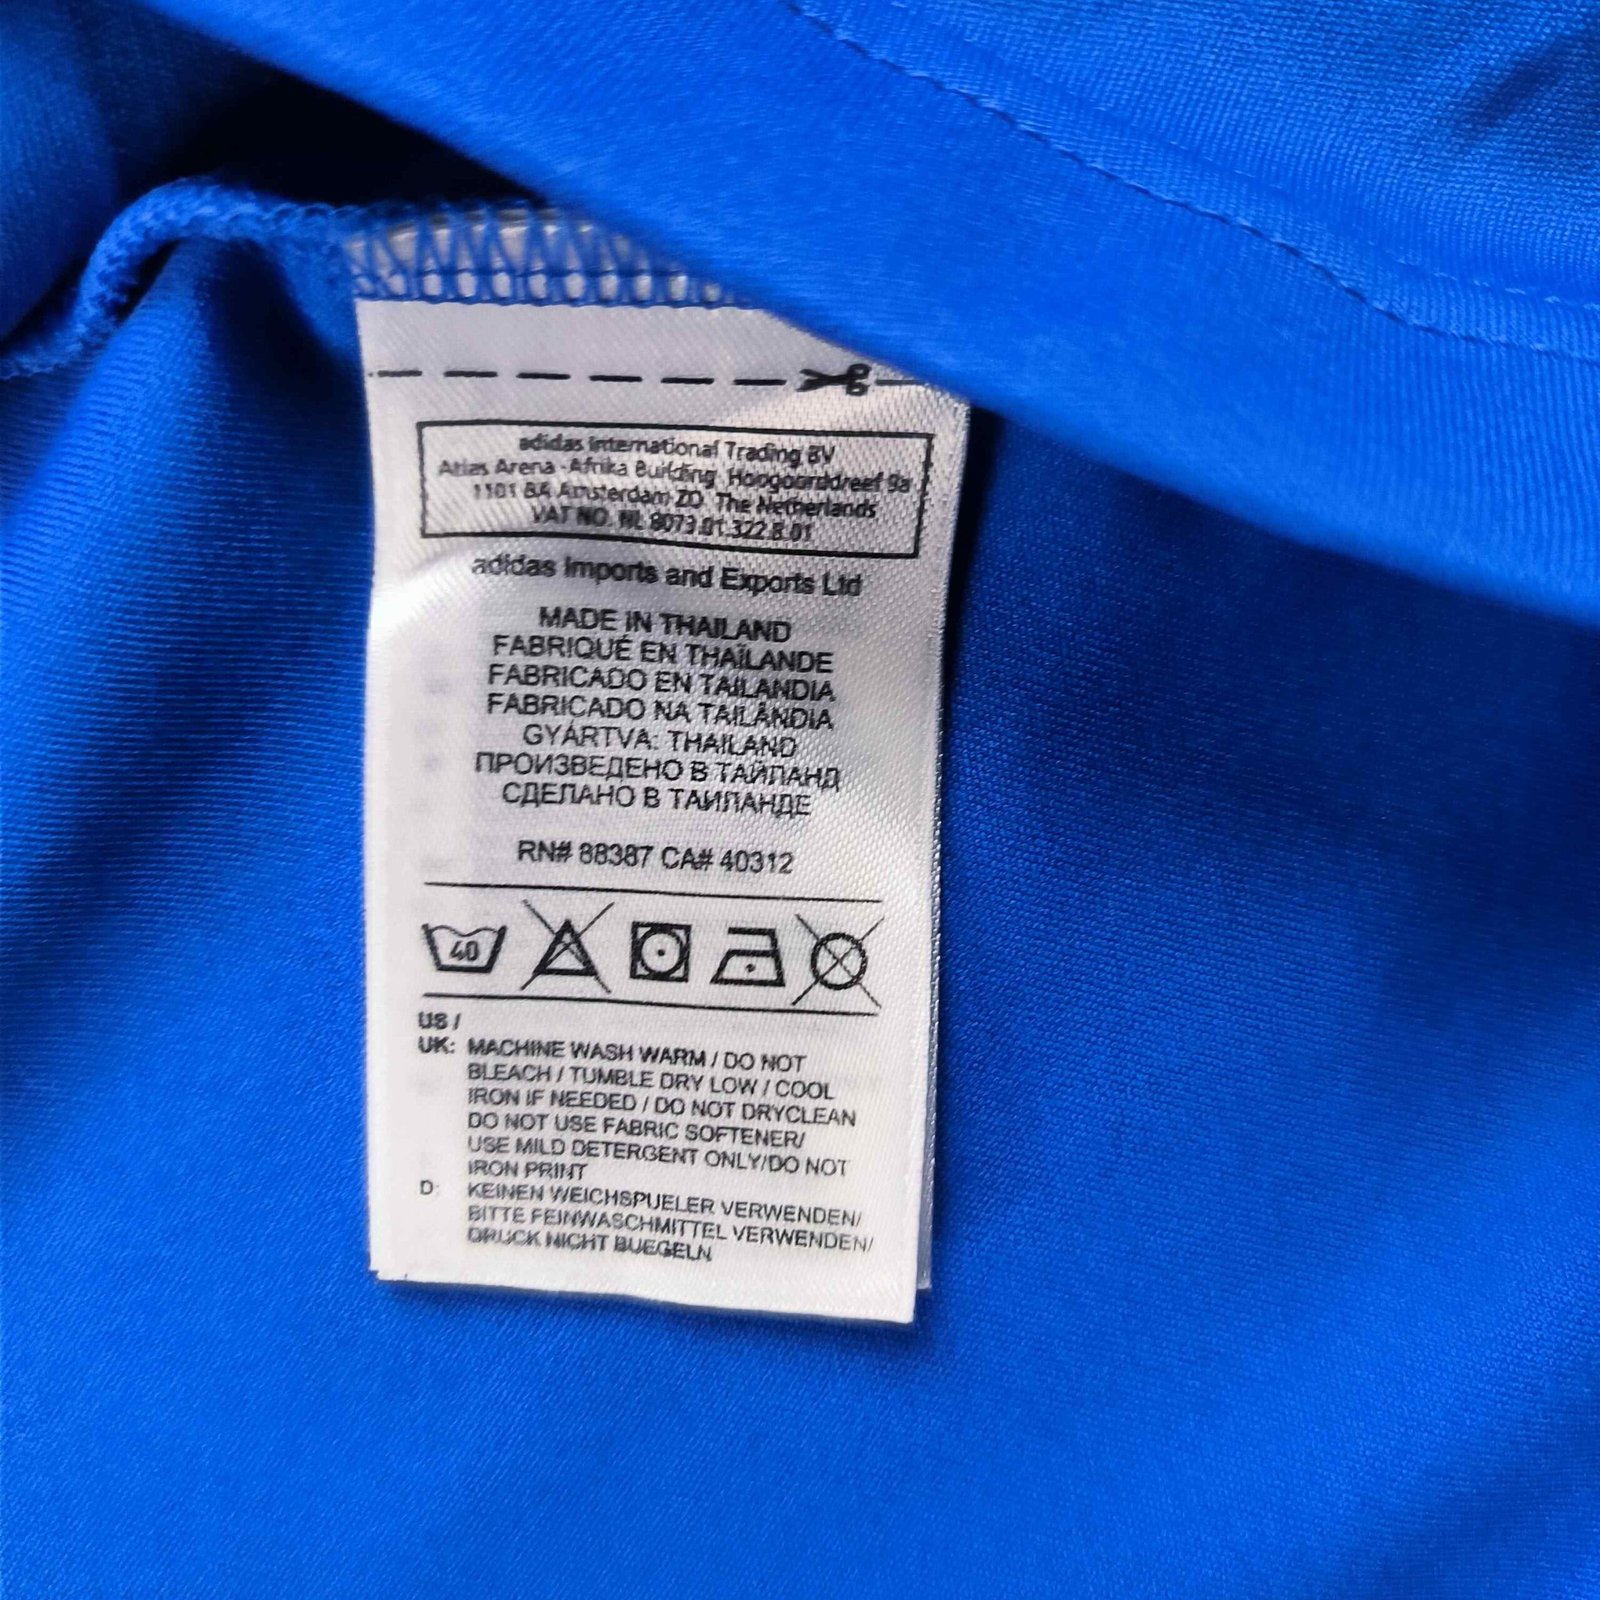 adidas International Trading BV
Atlas Arena - Afrika Building Hoogoorddreef 9a
1101 BA Amsterdam ZO The Netherlands
VAT NO. NL 8073.01.322.B.01
adidas Imports and Exports Ltd
MADE IN THAILAND
FABRIQUÉ EN THAÏLANDE
FABRICADO EN TAILANDIA
FABRICADO NA TAILÂNDIA
GYÁRTVA: THAILAND
ПРОИЗВЕДЕНО В ТАЙЛАНД
СДЕЛАНО В ТАИЛАНДЕ
RN# 88387 CA# 40312
40
US /
UK: MACHINE WASH WARM / DO NOT
BLEACH / TUMBLE DRY LOW / COOL
IRON IF NEEDED / DO NOT DRYCLEAN
DO NOT USE FABRIC SOFTENER/
USE MILD DETERGENT ONLY/DO NOT
IRON PRINT
D: KEINEN WEICHSPUELER VERWENDEN/
BITTE FEINWASCHMITTEL VERWENDEN/
DRUCK NICHT BUEGELN